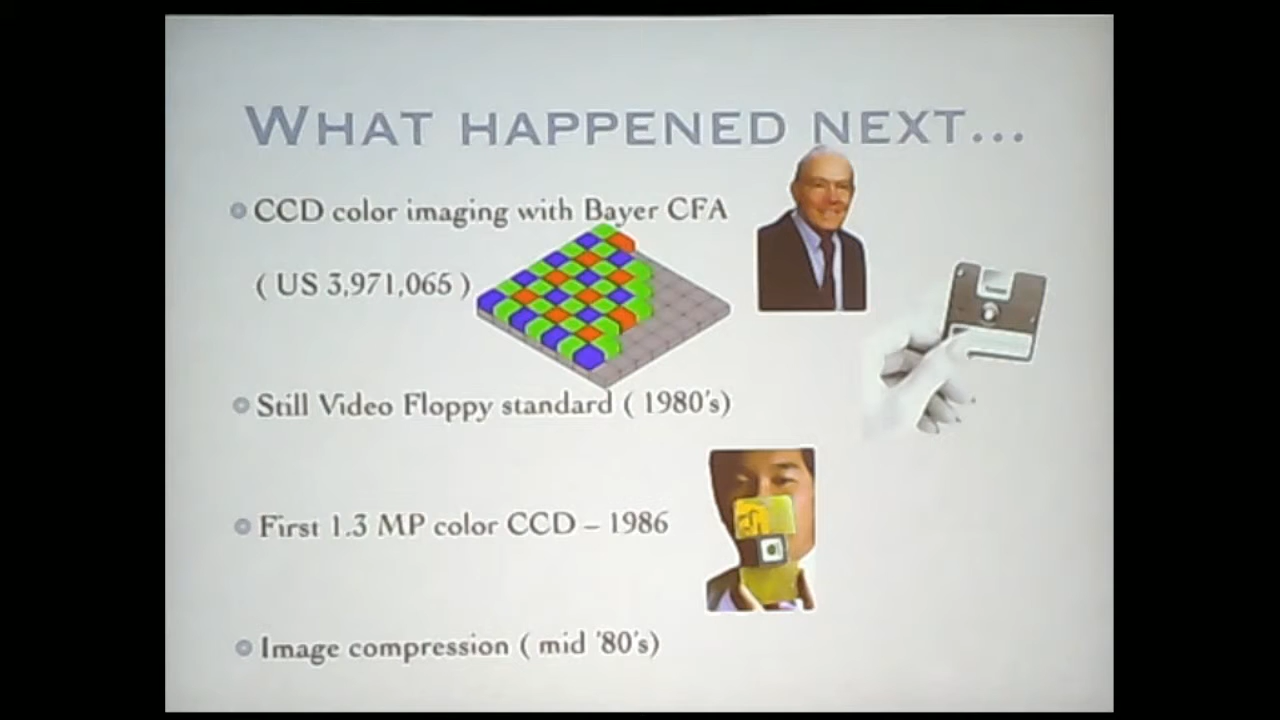 WHAT HAPPENED NEXT...
CCD color imaging with Bayer CFA
( US 3,971,065 )
Still Video Floppy standard ( 1980's)
First 1.3 MP color CCD – 1986
Image compression ( mid '80's)